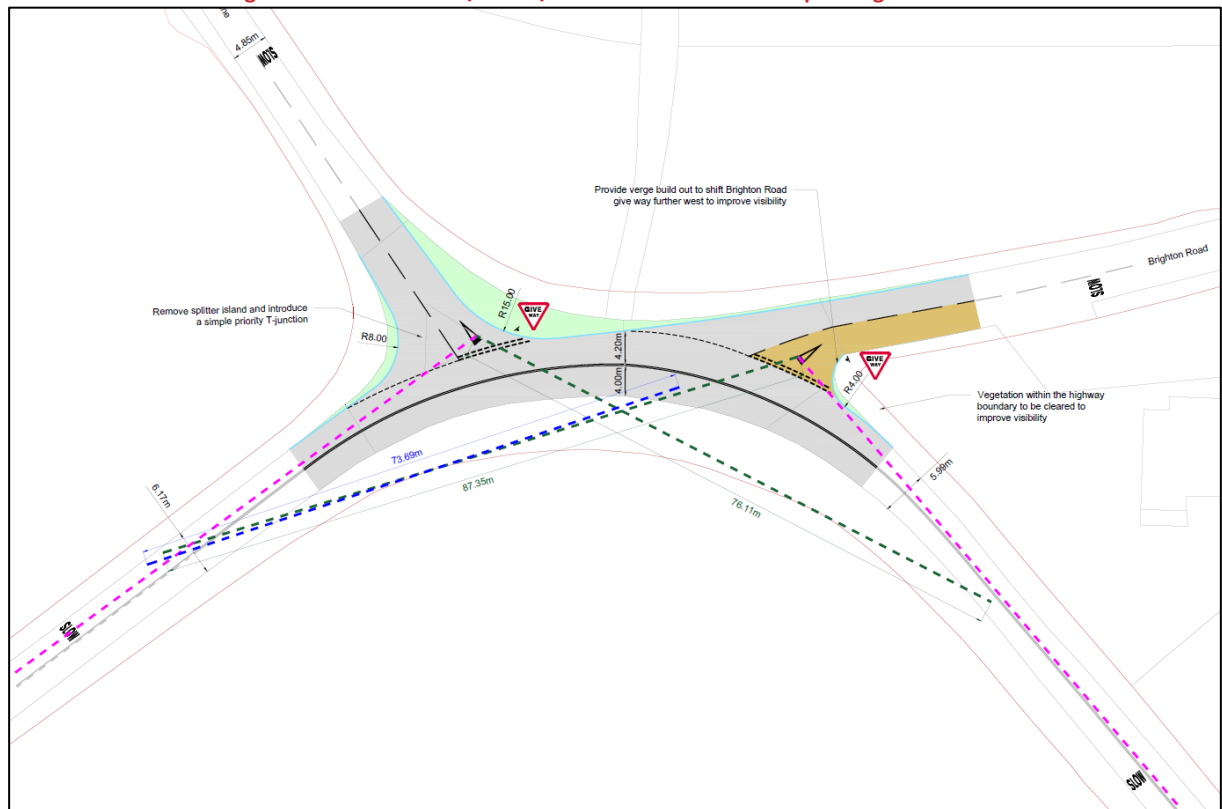 4.85m
SLOW
Provide verge build out to shift Brighton Road
give way further west to improve visibility
Brighton Road
SLOW
Remove splitter island and introduce
a simple priority T-junction
R15.00
GIVE
WAY
R8.00
4.20m
4.00m
GIVE
WAY
R4.00
Vegetation within the highway
boundary to be cleared to
improve visibility
73.69m
87.35m
76.11m
5.99m
6.17m
SLOW
SLOW